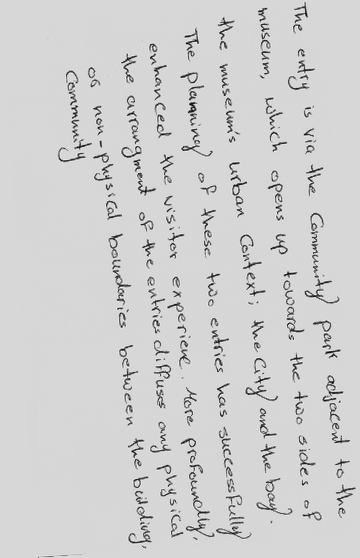 The entry is via the Community park adjacent to the
museum, which opens up towards the two sides of
the museum's urban Context; the City and the bay.
The planning of these two entries has successfully
enhanced the visitor experience. More profoundly,
the arrangment of the entries diffuses any physical
or non-physical boundaries between the building,
Community